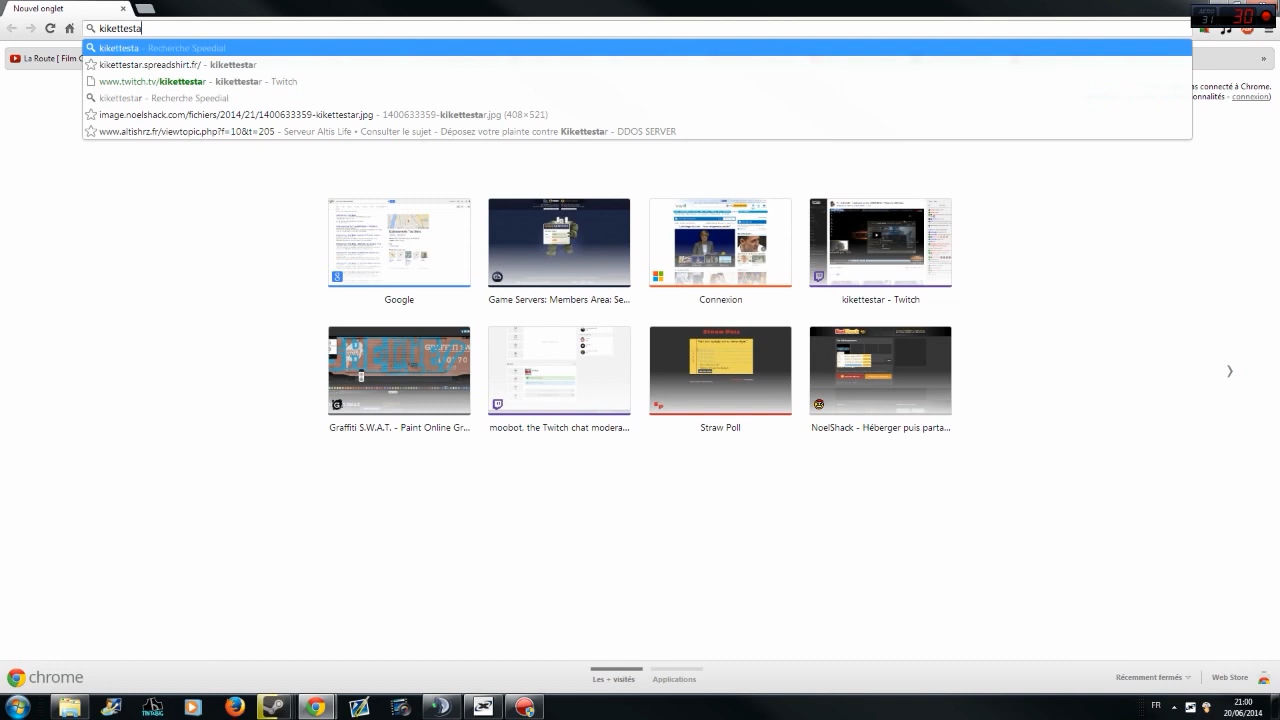 Nouvel onglet
AERO
31
30
kikettesta
kikettesta - Recherche Speedial
kikettestar.spreadshirt.fr/ - kikettestar
www.twitch.tv/kikettestar - kikettestar - Twitch
kikettestar - Recherche Speedial
image.noelshack.com/fichiers/2014/21/1400633359-kikettestar.jpg - 1400633359-kikettestar.jpg (408×521)
www.altishrz.fr/viewtopic.php?f=10&t=205 - Serveur Altis Life • Consulter le sujet - Déposez votre plainte contre Kikettestar - DDOS SERVER
La Route [ Film C
»
as connecté à Chrome.
nnalités - connexion)
Google
Game Servers: Members Area: Se...
Connexion
kikettestar - Twitch
Graffiti S.W.A.T. - Paint Online Gr...
moobot, the Twitch chat modera...
Straw Poll
NoelShack - Héberger puis parta...
chrome
Les + visités
Applications
Récemment fermés
Web Store
FR
21:00
20/06/2014